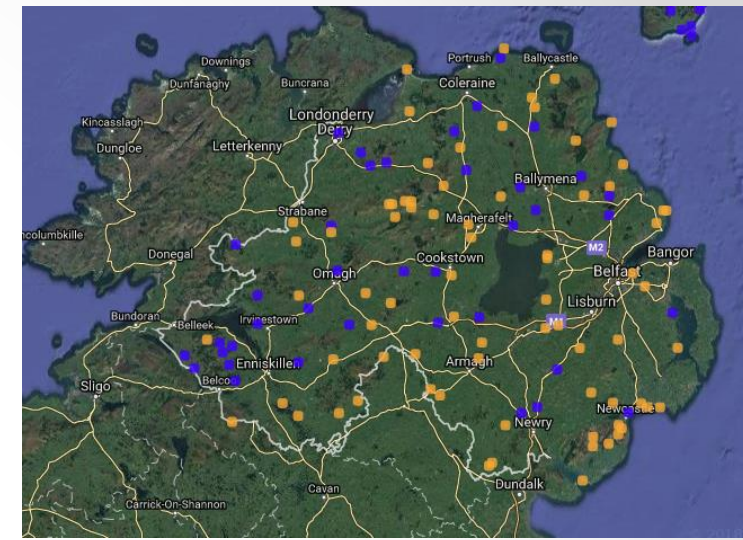 Downings
Portrush
Ballycastle
Dunfanaghy
Buncrana
Coleraine
Kincasslagh
Londonderry
Derry
Dungloe
Letterkenny
Ballymena
Strabane
Magherafelt
ncolumbkille
Donegal
M2
Bangor
Cookstown
Omagh
Belfast
Lisburn
Bundoran
Belleek
Irvinestown
M1
Enniskillen
Armagh
Sligo
Belcoo
Newcastle
Newry
Cavan
Dundalk
Carrick-On-Shannon